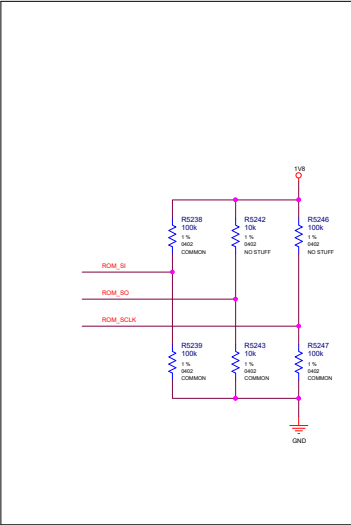 1V8
R5238
100k
1 %
0402
COMMON
R5242
10k
1 %
0402
NO STUFF
R5246
100k
1 %
0402
NO STUFF
ROM_SI
ROM_SO
ROM_SCLK
R5239
100k
1 %
0402
COMMON
R5243
10k
1 %
0402
COMMON
R5247
100k
1 %
0402
COMMON
GND